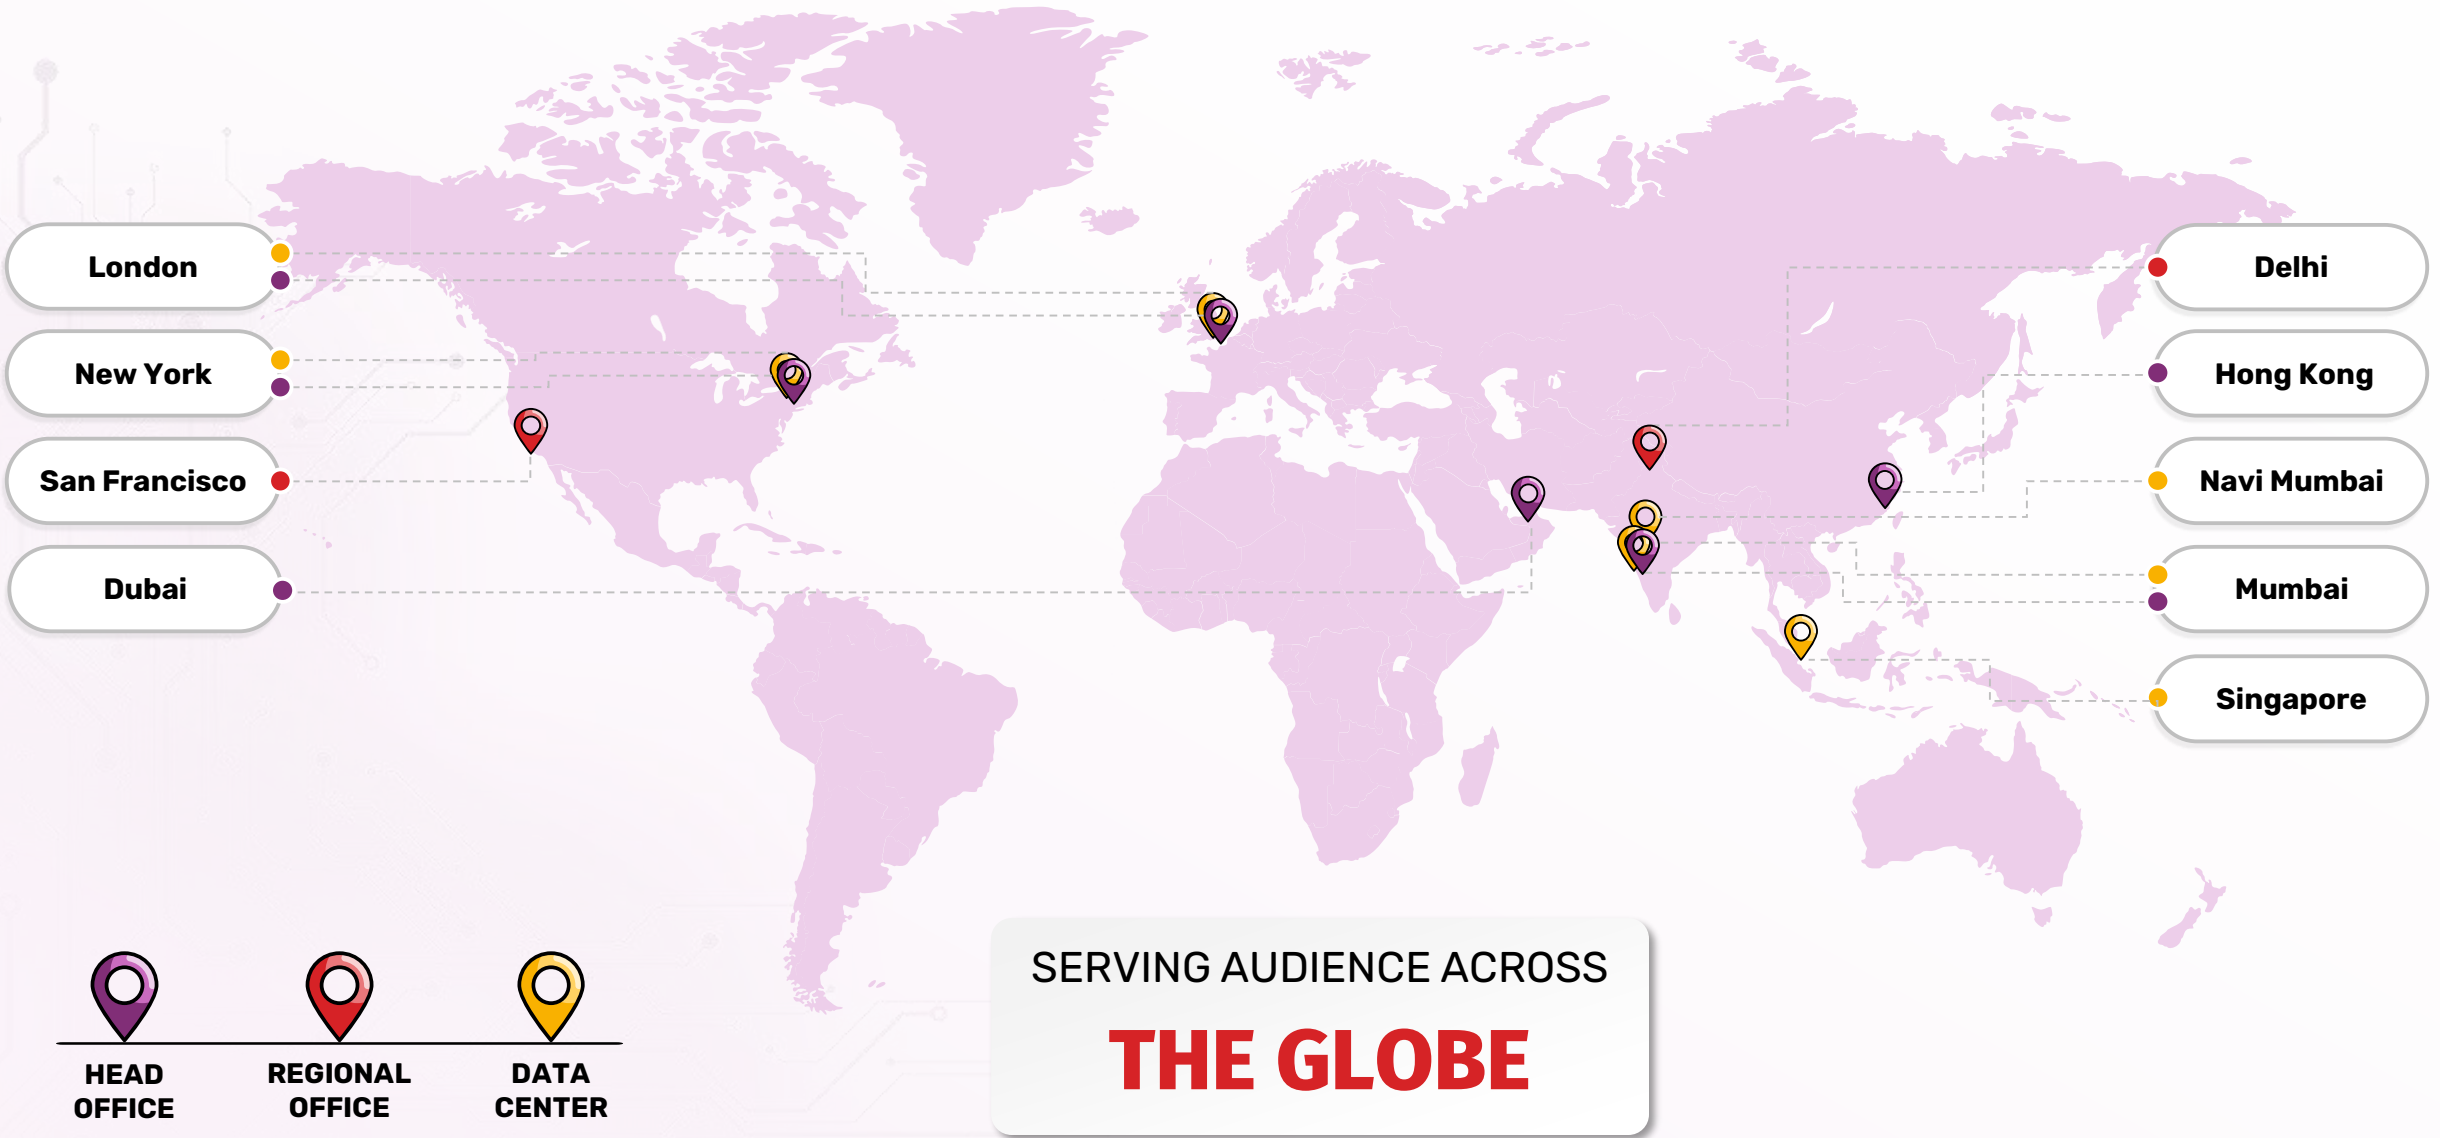 London
New York
San Francisco
Dubai
Delhi
Hong Kong
Navi Mumbai
Mumbai
Singapore
HEAD
OFFICE
REGIONAL
OFFICE
DATA
CENTER
SERVING AUDIENCE ACROSS
THE GLOBE